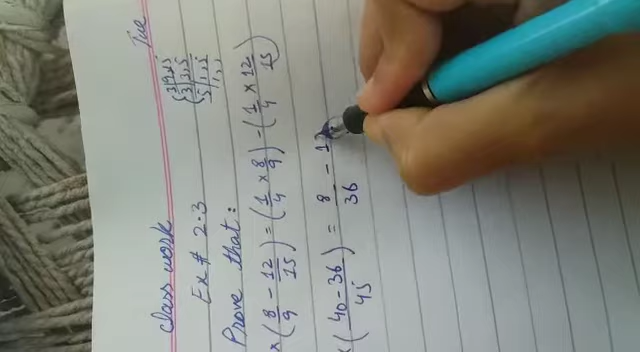 Tue
Class work
Ex # 2.3
Prove that:
×(8/9 - 12/15) = (1/4 × 8/9) - (1/4 × 12/15)
×(40 - 36/45) = 8/36 - 1